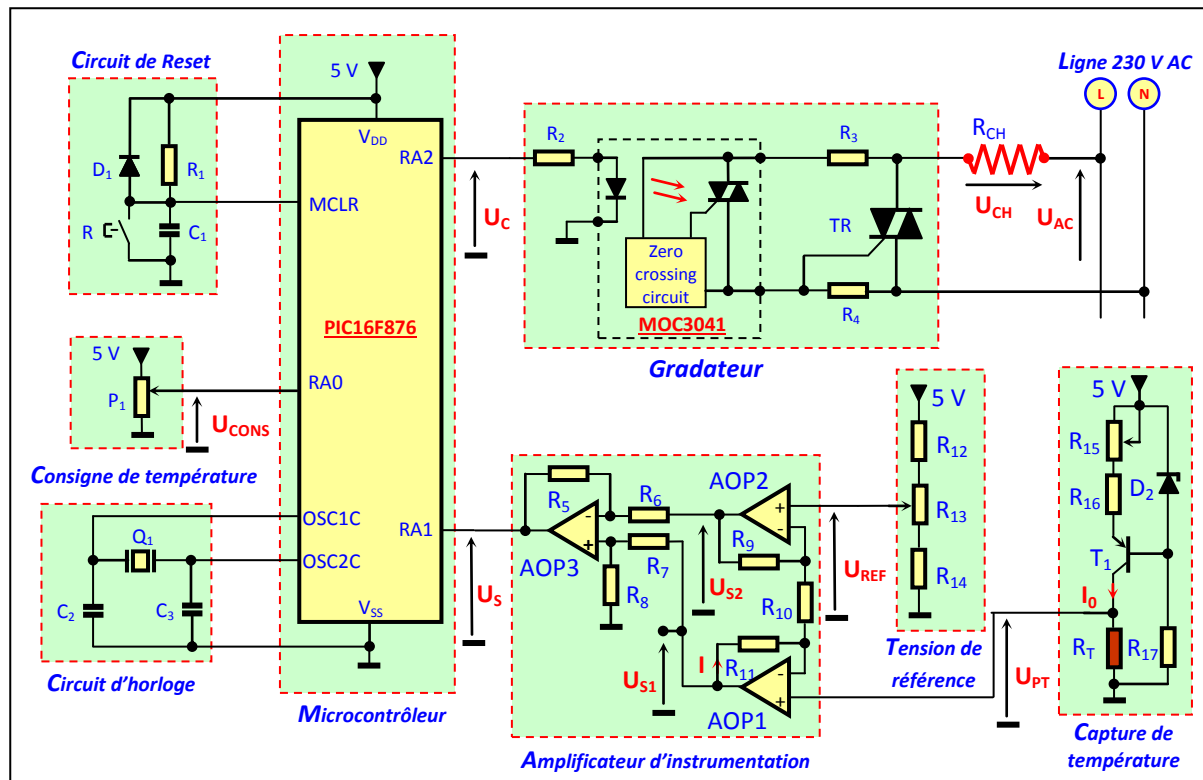 Circuit de Reset
5 V
D1
R1
R
C1
VDD
RA2
MCLR
PIC16F876
RA0
OSC1C
OSC2C
RA1
VSS
Microcontrôleur
5 V
P1
UCONS
Consigne de température
Q1
C2
C3
Circuit d’horloge
UC
R2
Zero
crossing
circuit
MOC3041
R3
TR
R4
Gradateur
Ligne 230 V AC
L
N
RCH
UCH
UAC
US
R5
AOP3
R6
R7
R8
AOP2
R9
US2
R10
US1
I
R11
AOP1
Amplificateur d’instrumentation
UREF
5 V
R12
R13
R14
Tension de
référence
UPT
5 V
R15
R16
D2
T1
I0
RT
R17
Capture de
température